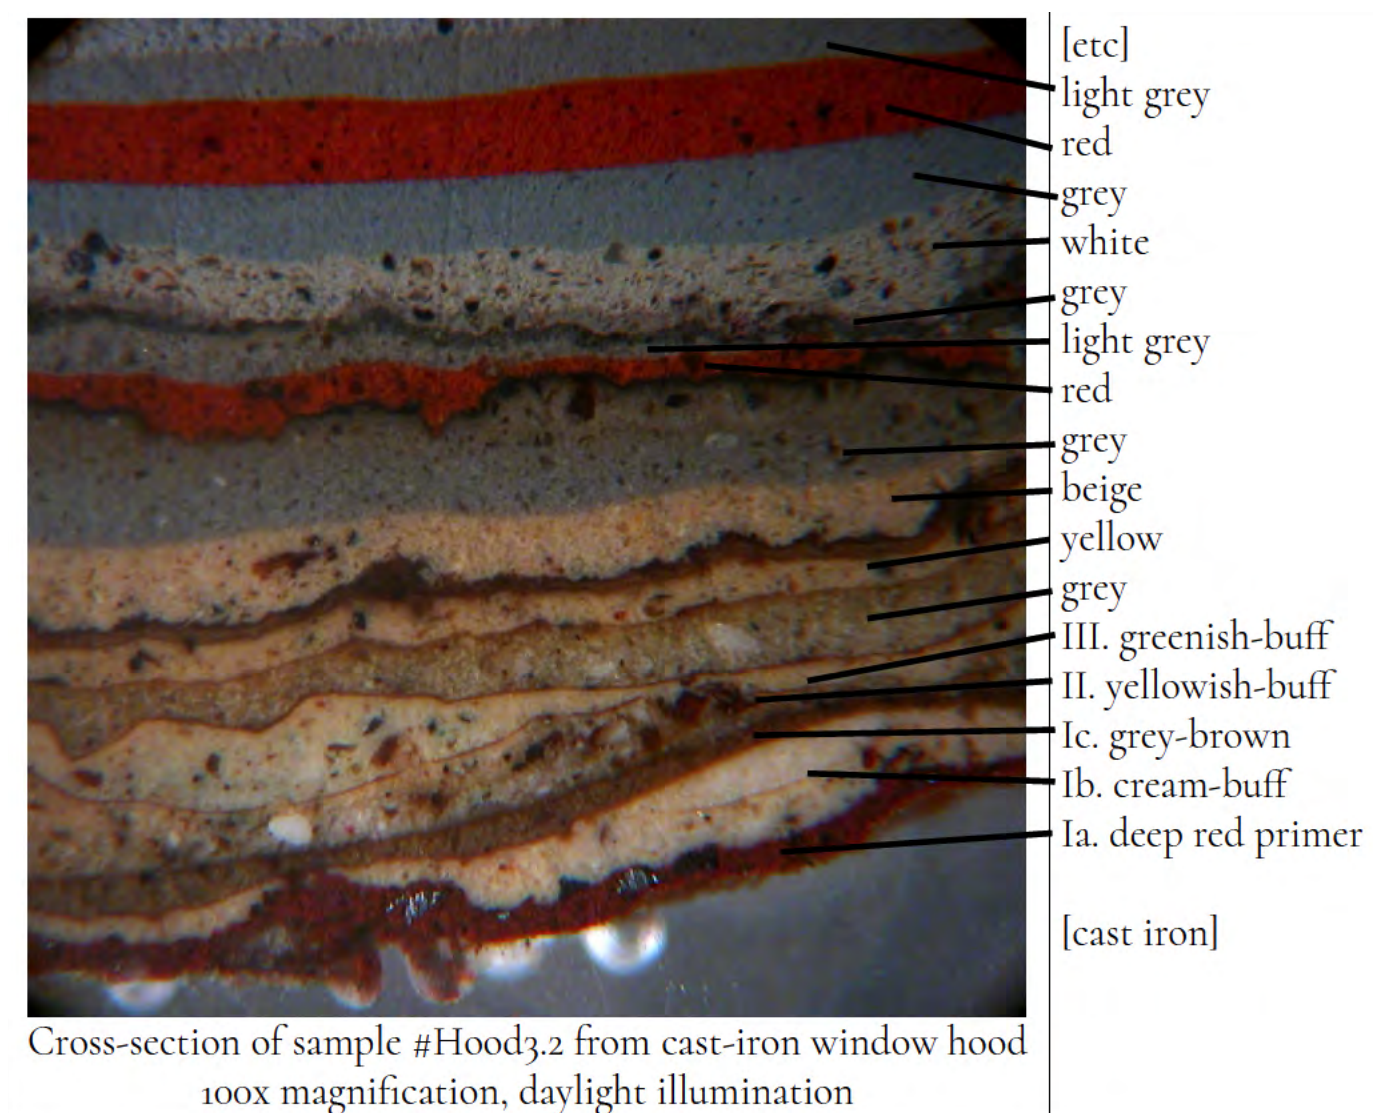 [etc]
light grey
red
grey
white
grey
light grey
red
grey
beige
yellow
grey
III. greenish-buff
II. yellowish-buff
Ic. grey-brown
Ib. cream-buff
Ia. deep red primer
[cast iron]
Cross-section of sample #Hood3.2 from cast-iron window hood
100x magnification, daylight illumination